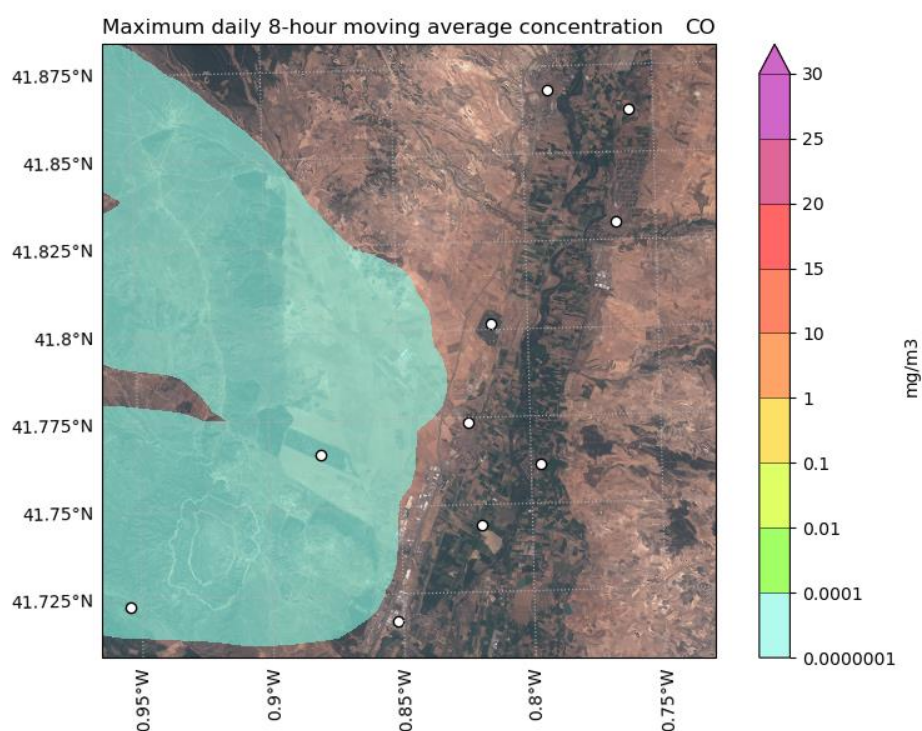 Maximum daily 8-hour moving average concentration CO
41.875°N
41.85°N
41.825°N
41.8°N
41.775°N
41.75°N
41.725°N
0.95°W
0.9°W
0.85°W
0.8°W
0.75°W
30
25
20
15
10
1
0.1
0.01
0.0001
0.0000001
mg/m3